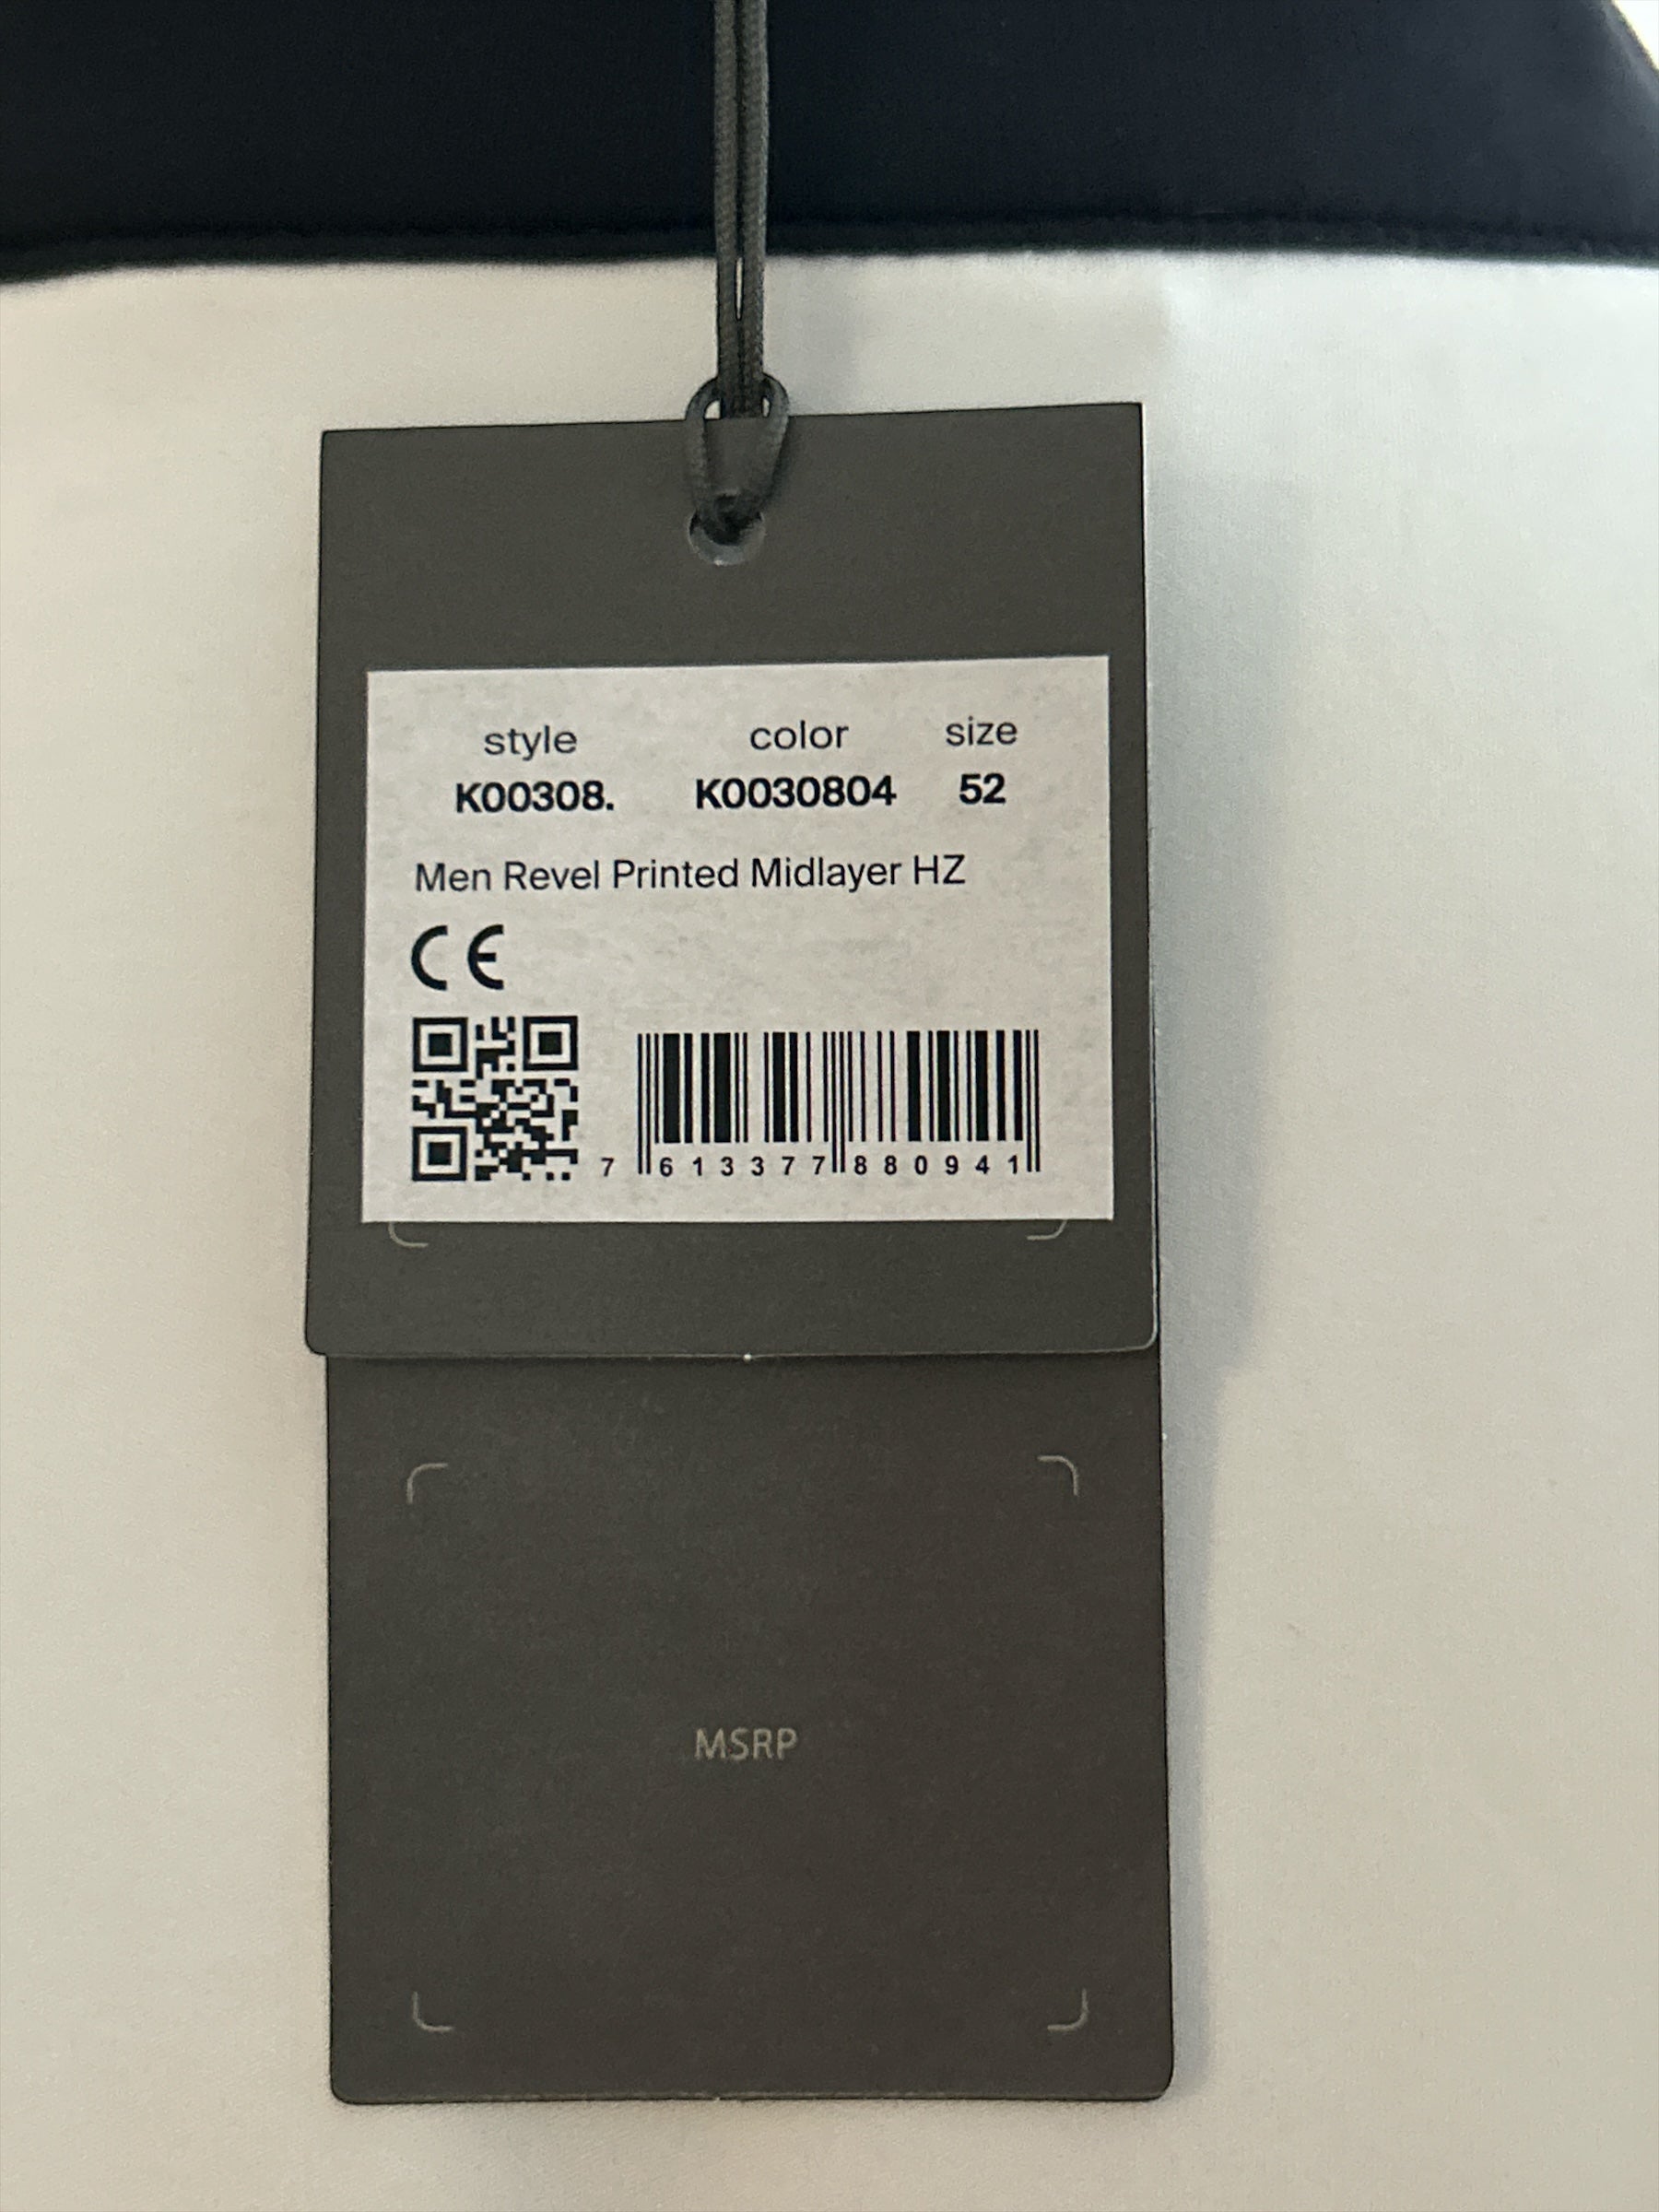 style color size
K00308. K0030804 52
Men Revel Printed Midlayer HZ
CE
7 613377 880941
MSRP